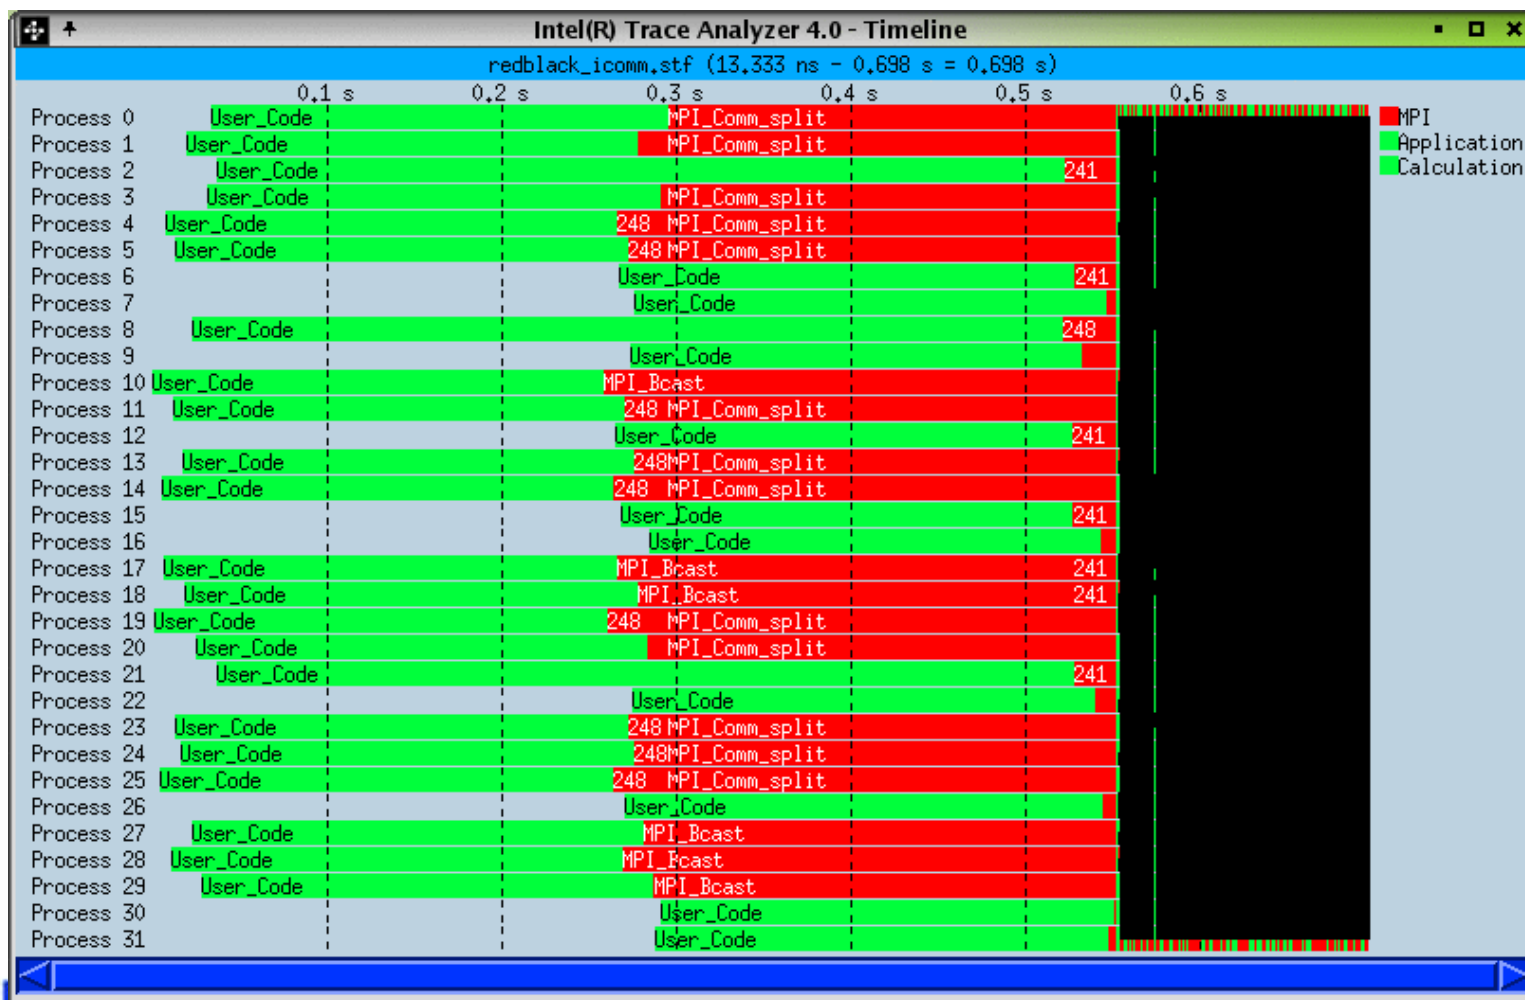 Intel(R) Trace Analyzer 4.0 - Timeline
redblack_icomm.stf (13.333 ns - 0.698 s = 0.698 s)
0.1 s 0.2 s 0.3 s 0.4 s 0.5 s 0.6 s
Process 0 User_Code MPI_Comm_split MPI
Process 1 User_Code MPI_Comm_split Application
Process 2 User_Code 241 Calculation
Process 3 User_Code MPI_Comm_split
Process 4 User_Code 248 MPI_Comm_split
Process 5 User_Code 248 MPI_Comm_split
Process 6 User_Code 241
Process 7 User_Code
Process 8 User_Code 248
Process 9 User_Code
Process 10 User_Code MPI_Bcast
Process 11 User_Code 248 MPI_Comm_split
Process 12 User_Code 241
Process 13 User_Code 248 MPI_Comm_split
Process 14 User_Code 248 MPI_Comm_split
Process 15 User_Code 241
Process 16 User_Code
Process 17 User_Code MPI_Bcast 241
Process 18 User_Code MPI_Bcast 241
Process 19 User_Code 248 MPI_Comm_split
Process 20 User_Code MPI_Comm_split
Process 21 User_Code 241
Process 22 User_Code
Process 23 User_Code 248 MPI_Comm_split
Process 24 User_Code 248 MPI_Comm_split
Process 25 User_Code 248 MPI_Comm_split
Process 26 User_Code
Process 27 User_Code MPI_Bcast
Process 28 User_Code MPI_Bcast
Process 29 User_Code MPI_Bcast
Process 30 User_Code
Process 31 User_Code